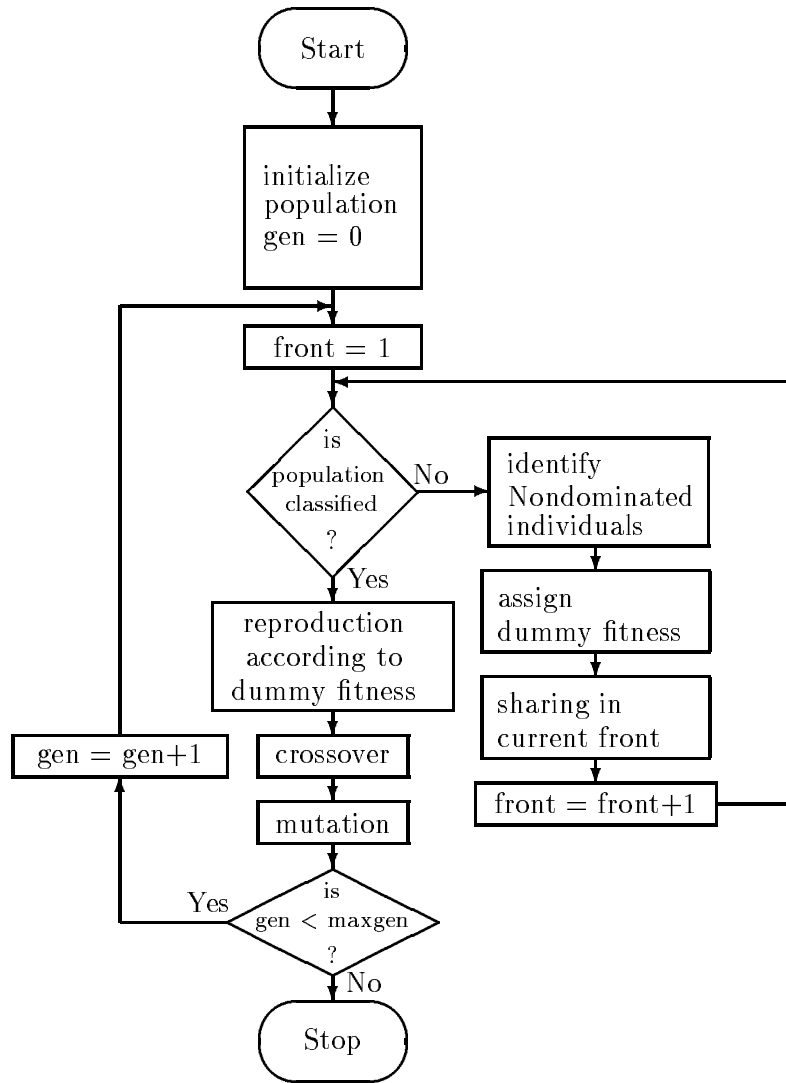 Start
initialize
population
gen = 0
front = 1
is
population
classified
?
No
identify
Nondominated
individuals
Yes
assign
dummy fitness
reproduction
according to
dummy fitness
sharing in
current front
gen = gen+1
crossover
front = front+1
mutation
Yes
is
gen < maxgen
?
No
Stop